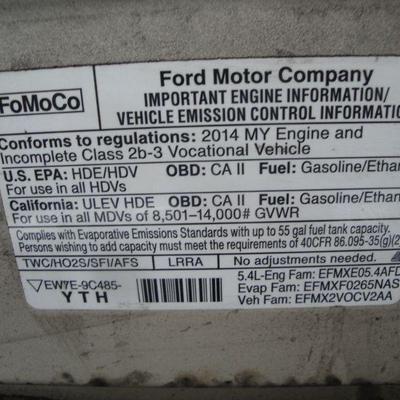 FoMoCo
Ford Motor Company
IMPORTANT ENGINE INFORMATION/
VEHICLE EMISSION CONTROL INFORMATIO
Conforms to regulations: 2014 MY Engine and
Incomplete Class 2b-3 Vocational Vehicle
U.S. EPA: HDE/HDV OBD: CA II Fuel: Gasoline/Ethan
For use in all HDVs
California: ULEV HDE OBD: CA II Fuel: Gasoline/Ethan
For use in all MDVs of 8,501-14,000# GVWR
Complies with Evaporative Emissions Standards with up to 55 gal fuel tank capacity.
Persons wishing to add capacity must meet the requirements of 40CFR 86.095-35(g)(2
TWC/HO2S/SFI/AFS LRRA No adjustments needed.
EW7E-9C485-
YTH
5.4L-Eng Fam: EFMXE05.4AFD
Evap Fam: EFMXF0265NAS
Veh Fam: EFMX2VOCV2AA